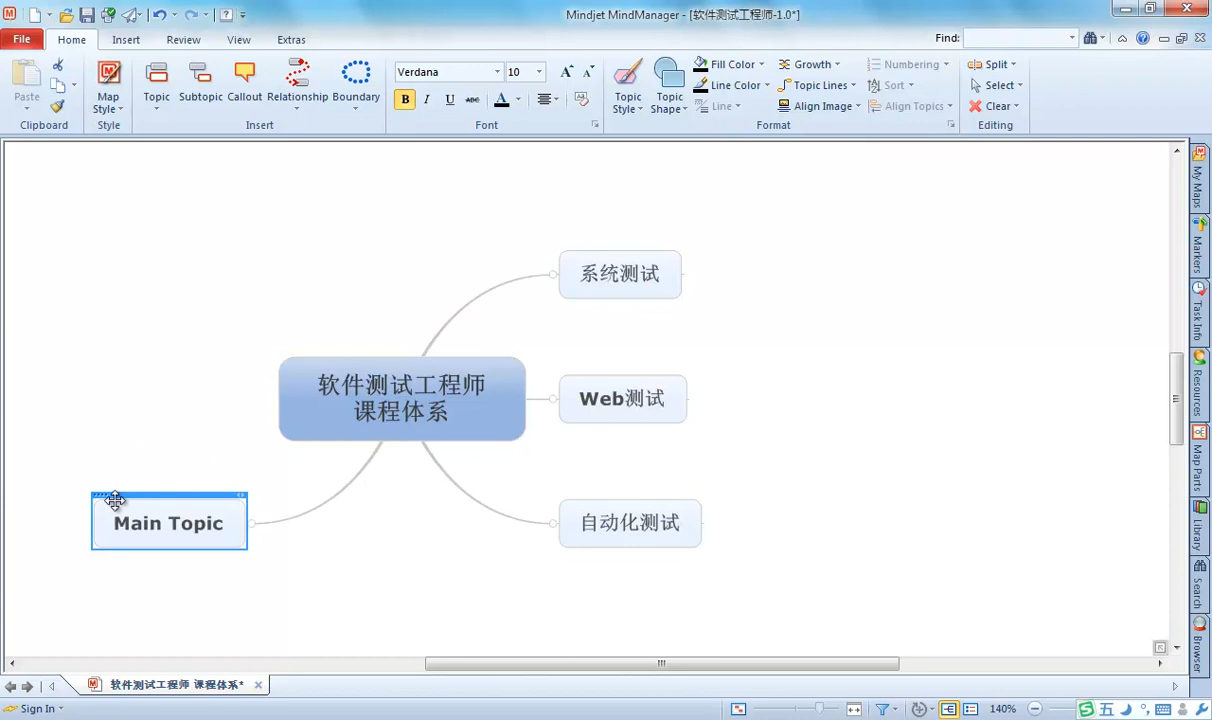 Mindjet MindManager - [软件测试工程师-1.0*]
File
Home
Insert
Review
View
Extras
Find:
Paste
Clipboard
Map
Style
Style
Topic
Subtopic
Callout
Relationship
Boundary
Insert
Verdana
10
B
I
U
abc
A
Font
Topic
Style
Topic
Shape
Fill Color
Line Color
Line
Growth
Topic Lines
Align Image
Numbering
Sort
Align Topics
Format
Split
Select
Clear
Editing
系统测试
软件测试工程师
课程体系
Web测试
Main Topic
自动化测试
My Maps
Markers
Task Info
Resources
Map Parts
Library
Search
Browser
软件测试工程师 课程体系*
Sign In
140%
五